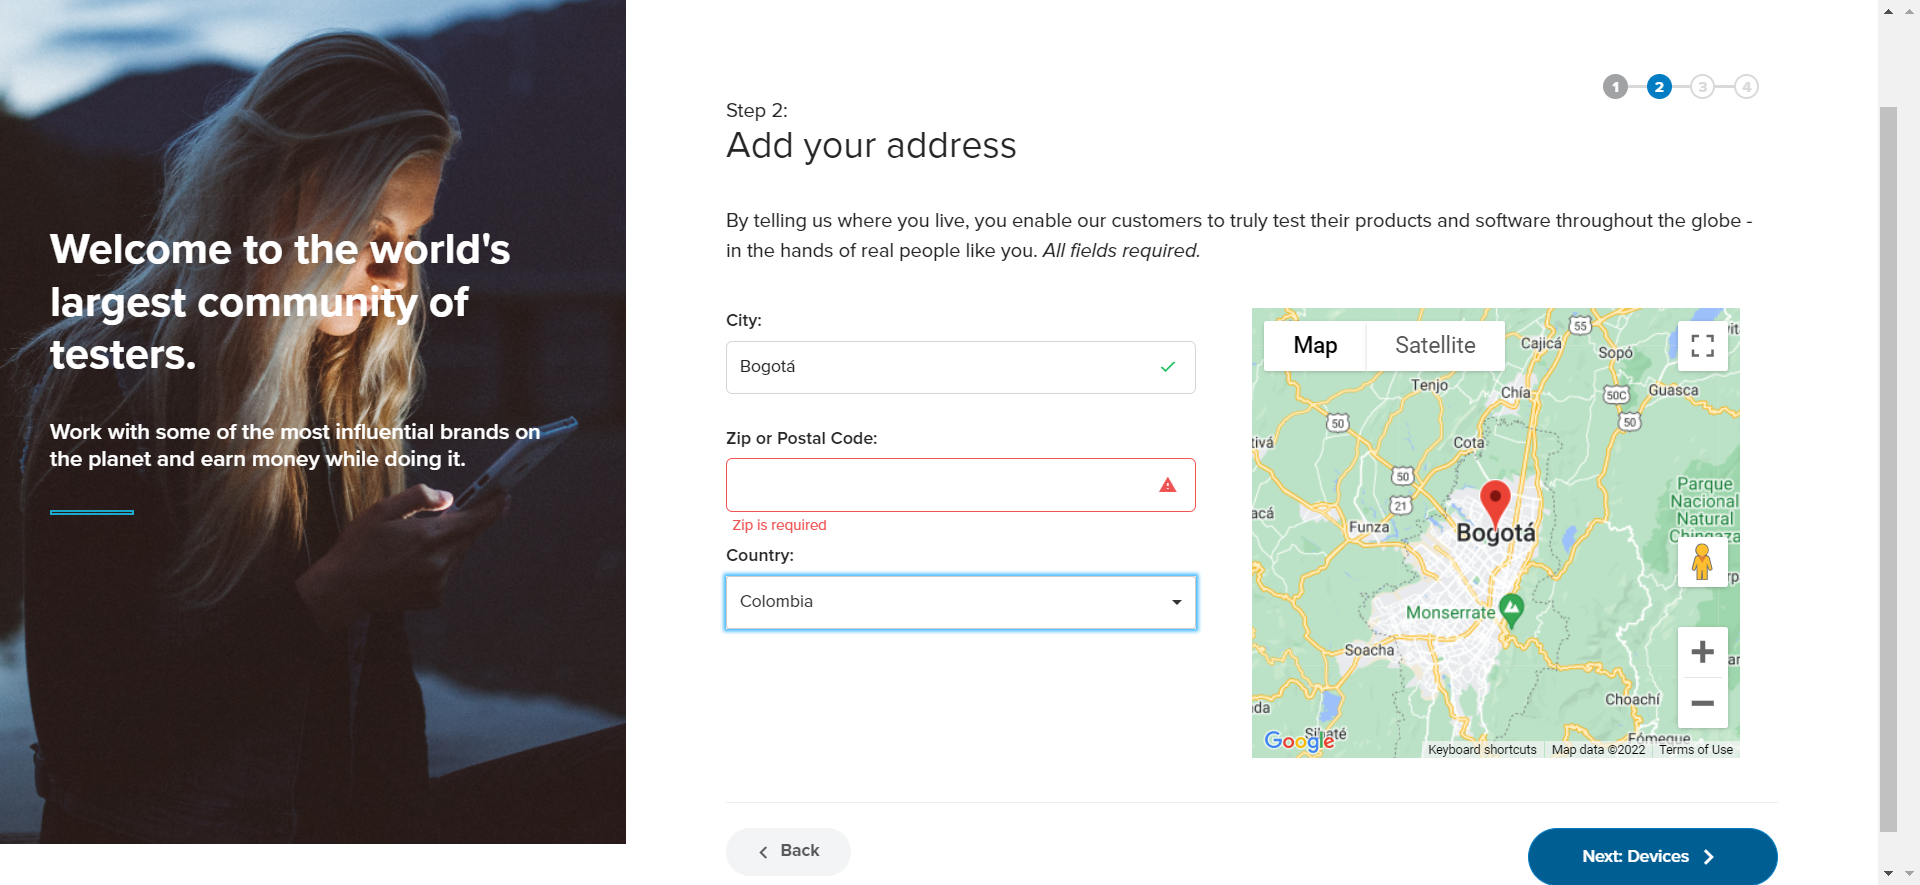 Welcome to the world's
largest community of
testers.
Work with some of the most influential brands on
the planet and earn money while doing it.
1
2
3
4
Step 2:
Add your address
By telling us where you live, you enable our customers to truly test their products and software throughout the globe -
in the hands of real people like you. All fields required.
City:
Bogotá
Zip or Postal Code:
Zip is required
Country:
Colombia
Map
Satellite
55
Cajicá
Sopó
Tenjo
Chía
50C
Guasca
50
50
Cota
50
21
Funza
Bogotá
Parque
Nacional
Natural
Chingaza
Monserrate
Soacha
Choachí
Sibaté
Fómeque
Google
Keyboard shortcuts
Map data ©2022
Terms of Use
Back
Next: Devices